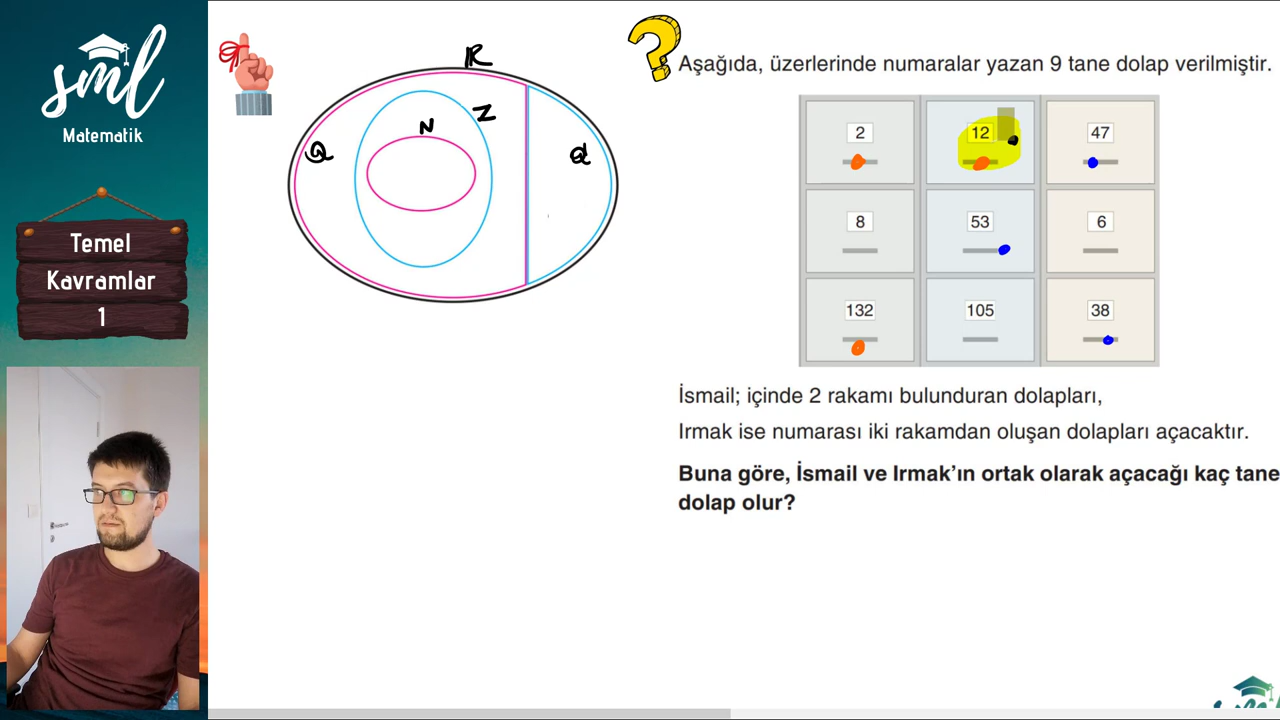 sml
Matematik
Temel
Kavramlar
1
R
Q
N
Z
Q'
?
Aşağıda, üzerlerinde numaralar yazan 9 tane dolap verilmiştir.
2 12 47
8 53 6
132 105 38
İsmail; içinde 2 rakamı bulunduran dolapları,
Irmak ise numarası iki rakamdan oluşan dolapları açacaktır.
Buna göre, İsmail ve Irmak'ın ortak olarak açacağı kaç tane
dolap olur?